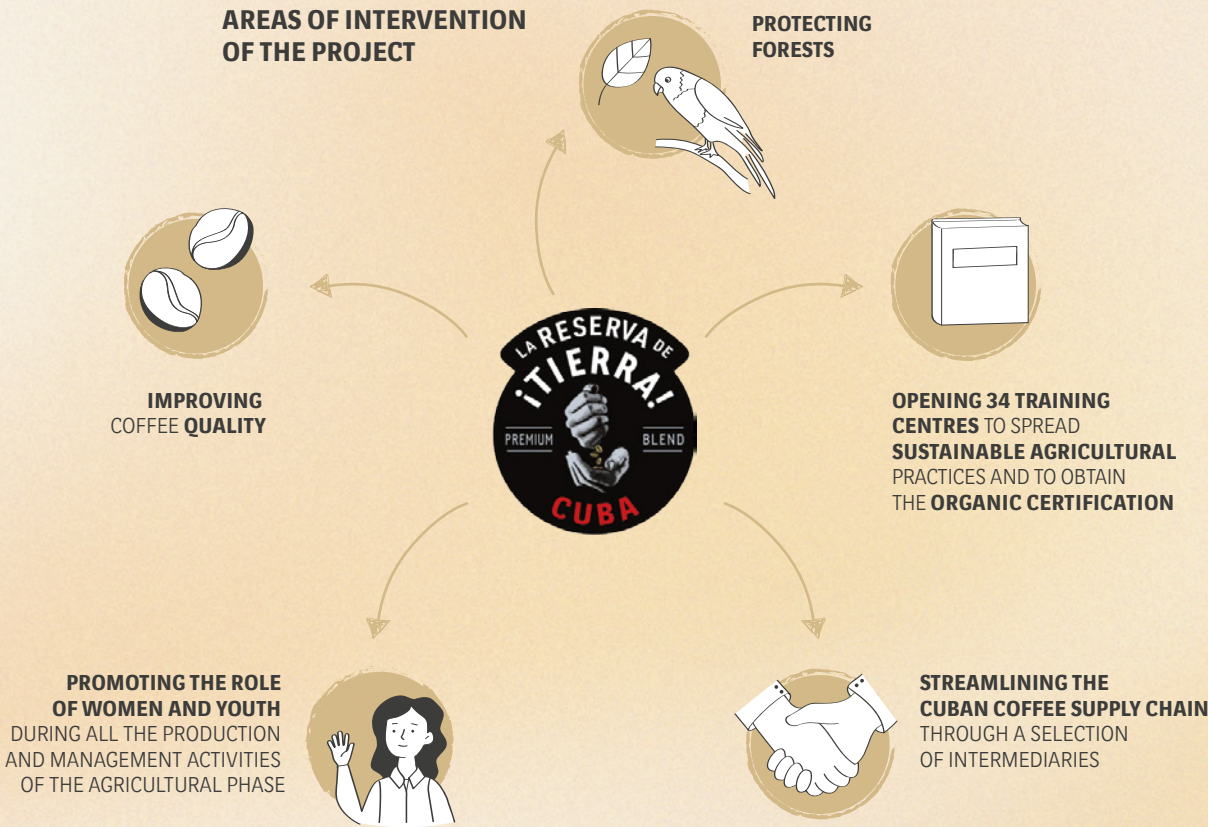 AREAS OF INTERVENTION
OF THE PROJECT
PROTECTING
FORESTS
LA RESERVA DE
¡TIERRA!
PREMIUM BLEND
CUBA
IMPROVING
COFFEE QUALITY
OPENING 34 TRAINING
CENTRES TO SPREAD
SUSTAINABLE AGRICULTURAL
PRACTICES AND TO OBTAIN
THE ORGANIC CERTIFICATION
PROMOTING THE ROLE
OF WOMEN AND YOUTH
DURING ALL THE PRODUCTION
AND MANAGEMENT ACTIVITIES
OF THE AGRICULTURAL PHASE
STREAMLINING THE
CUBAN COFFEE SUPPLY CHAIN
THROUGH A SELECTION
OF INTERMEDIARIES